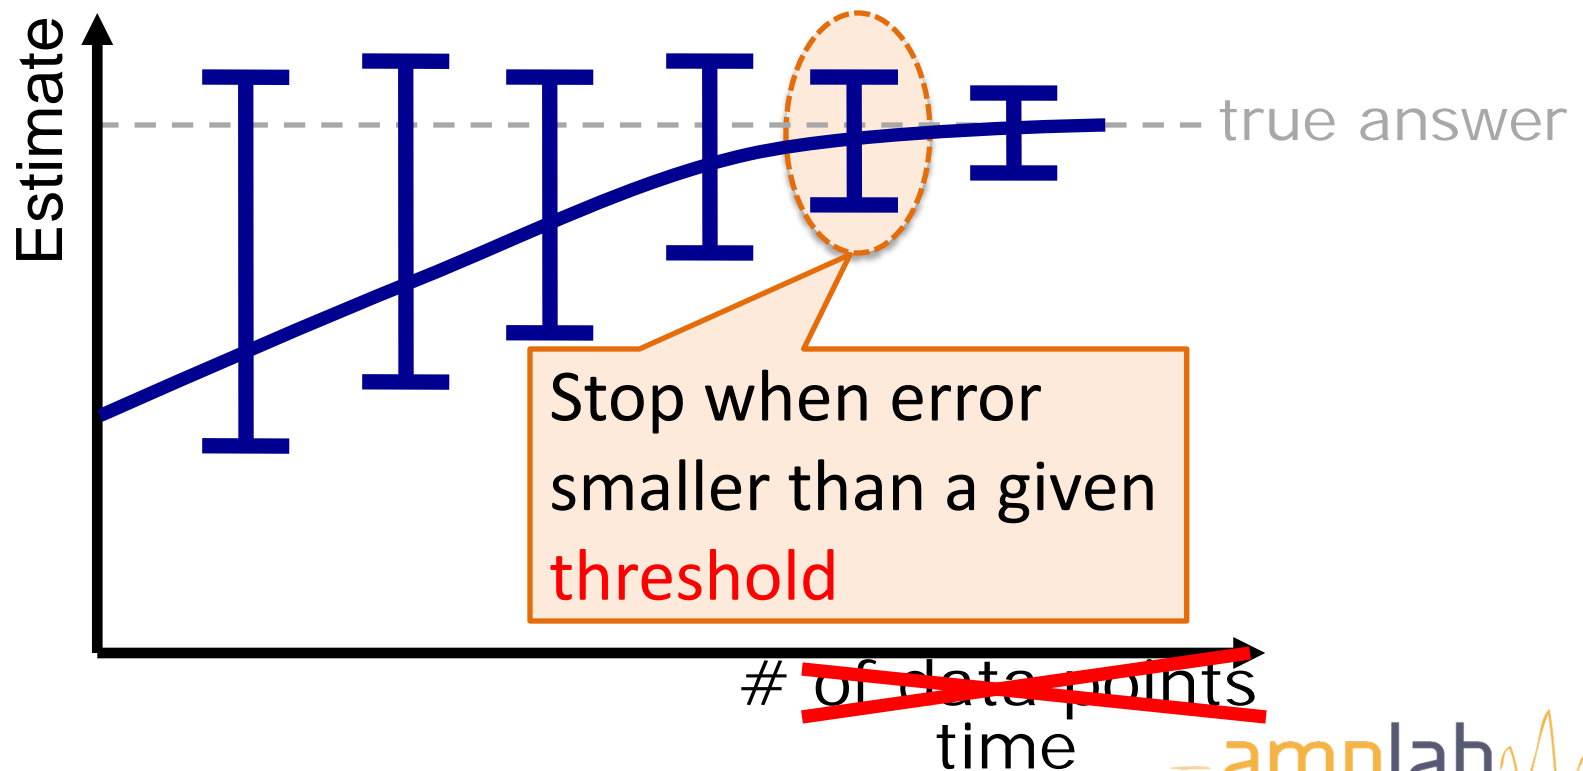 Estimate
true answer
Stop when error
smaller than a given
threshold
# of data points
time
amplab